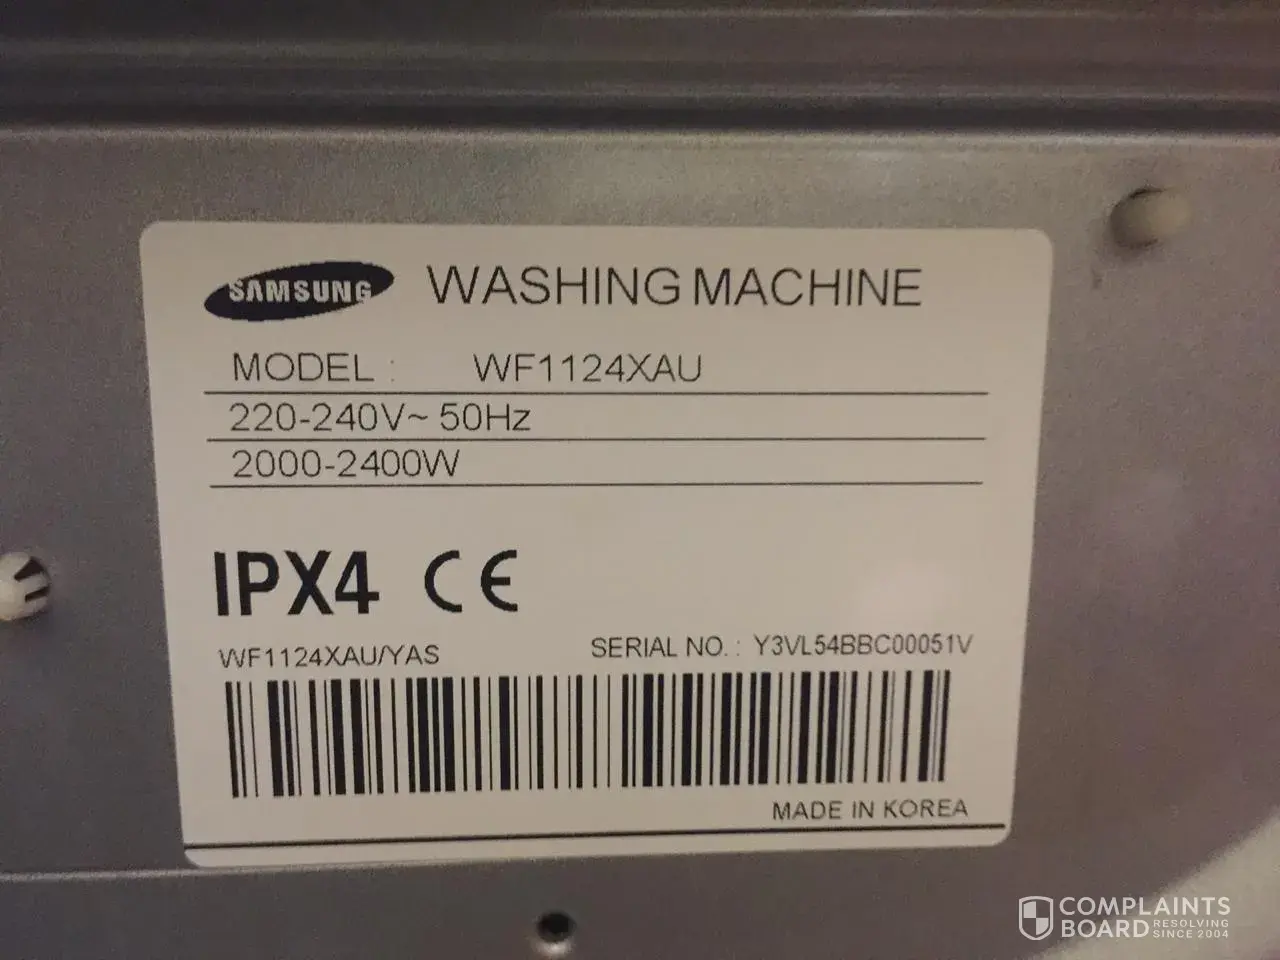 SAMSUNG WASHING MACHINE
MODEL : WF1124XAU
220-240V~ 50Hz
2000-2400W
IPX4 CE
WF1124XAU/YAS SERIAL NO. : Y3VL54BBC00051V
MADE IN KOREA
COMPLAINTS
BOARD RESOLVING
SINCE 2004